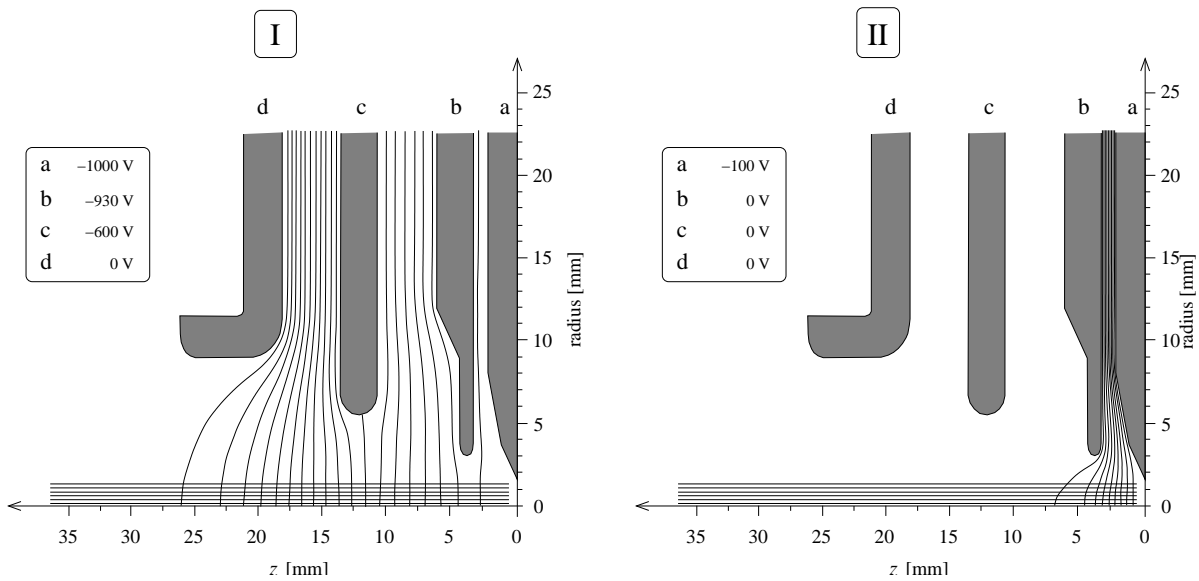 I
II
d c b a
d c b a
a –1000 V
b –930 V
c –600 V
d 0 V
a –100 V
b 0 V
c 0 V
d 0 V
25
20
15
10
5
0
radius [mm]
25
20
15
10
5
0
radius [mm]
35 30 25 20 15 10 5 0
35 30 25 20 15 10 5 0
z [mm]
z [mm]